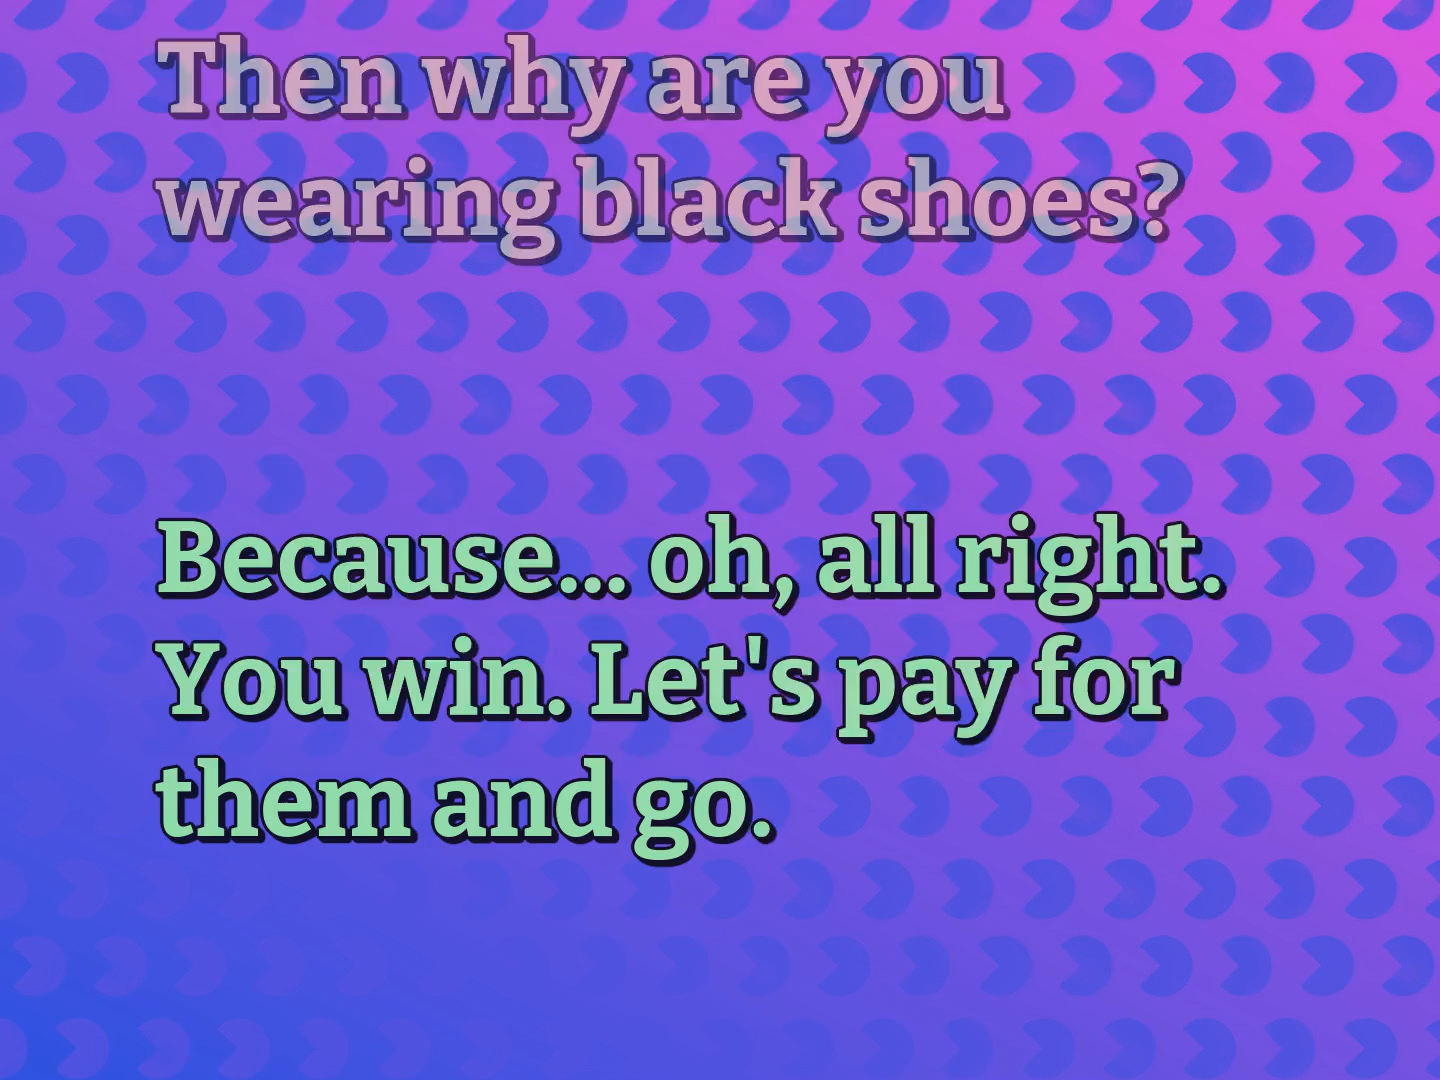 Then why are you
wearing black shoes?
Because... oh, all right.
You win. Let's pay for
them and go.